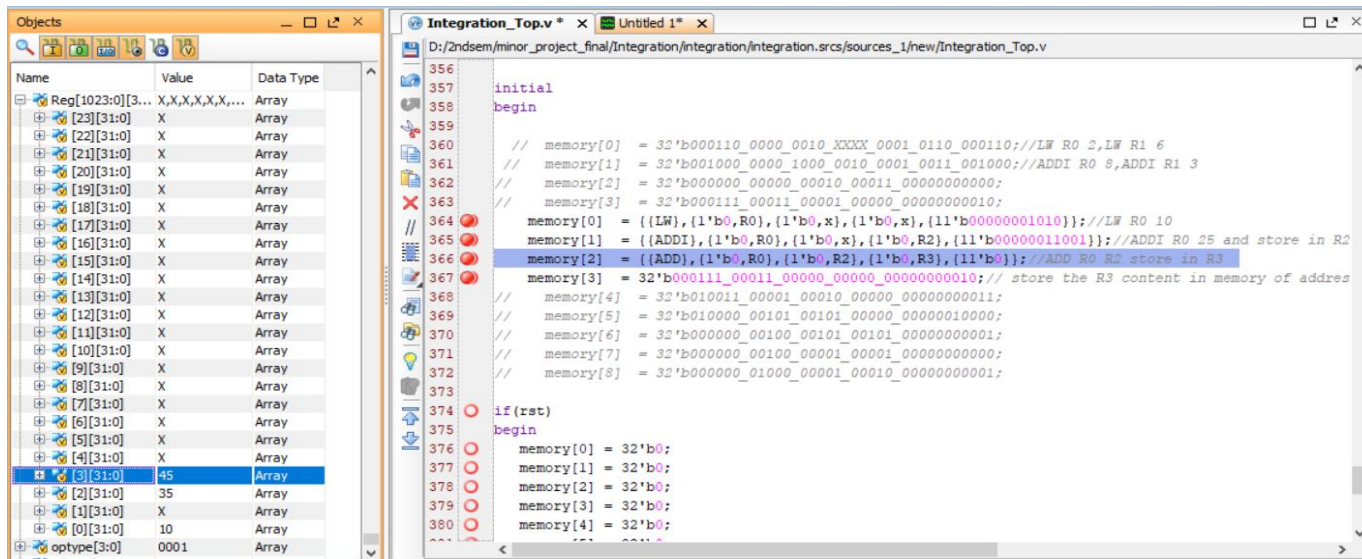 Objects
Name Value Data Type
Reg[1023:0][3... X,X,X,X,X,X,... Array
[23][31:0] X Array
[22][31:0] X Array
[21][31:0] X Array
[20][31:0] X Array
[19][31:0] X Array
[18][31:0] X Array
[17][31:0] X Array
[16][31:0] X Array
[15][31:0] X Array
[14][31:0] X Array
[13][31:0] X Array
[12][31:0] X Array
[11][31:0] X Array
[10][31:0] X Array
[9][31:0] X Array
[8][31:0] X Array
[7][31:0] X Array
[6][31:0] X Array
[5][31:0] X Array
[4][31:0] X Array
[3][31:0] 45 Array
[2][31:0] 35 Array
[1][31:0] X Array
[0][31:0] 10 Array
optype[3:0] 0001 Array
Integration_Top.v * Untitled 1*
D:/2ndsem/minor_project_final/Integration/integration/integration.srcs/sources_1/new/Integration_Top.v
356
357 initial
358 begin
359
360 // memory[0] = 32'b000110_0000_0010_XXXX_0001_0110_000110;//LW R0 2,LW R1 6
361 // memory[1] = 32'b001000_0000_1000_0010_0001_0011_001000;//ADDI R0 8,ADDI R1 3
362 // memory[2] = 32'b000000_00000_00010_00011_00000000000;
363 // memory[3] = 32'b000111_00011_00001_00000_00000000010;
364 memory[0] = {{LW},{1'b0,R0},{1'b0,x},{1'b0,x},{11'b00000001010}};//LW R0 10
365 memory[1] = {{ADDI},{1'b0,R0},{1'b0,x},{1'b0,R2},{11'b00000011001}};//ADDI R0 25 and store in R2
366 memory[2] = {{ADD},{1'b0,R0},{1'b0,R2},{1'b0,R3},{11'b0}};//ADD R0 R2 store in R3
367 memory[3] = 32'b000111_00011_00000_00000_00000000010;// store the R3 content in memory of addres
368 // memory[4] = 32'b010011_00001_00010_00000_00000000011;
369 // memory[5] = 32'b010000_00101_00101_00000_00000010000;
370 // memory[6] = 32'b000000_00100_00101_00101_00000000001;
371 // memory[7] = 32'b000000_00100_00001_00001_00000000000;
372 // memory[8] = 32'b000000_01000_00001_00010_00000000001;
373
374 if(rst)
375 begin
376 memory[0] = 32'b0;
377 memory[1] = 32'b0;
378 memory[2] = 32'b0;
379 memory[3] = 32'b0;
380 memory[4] = 32'b0;